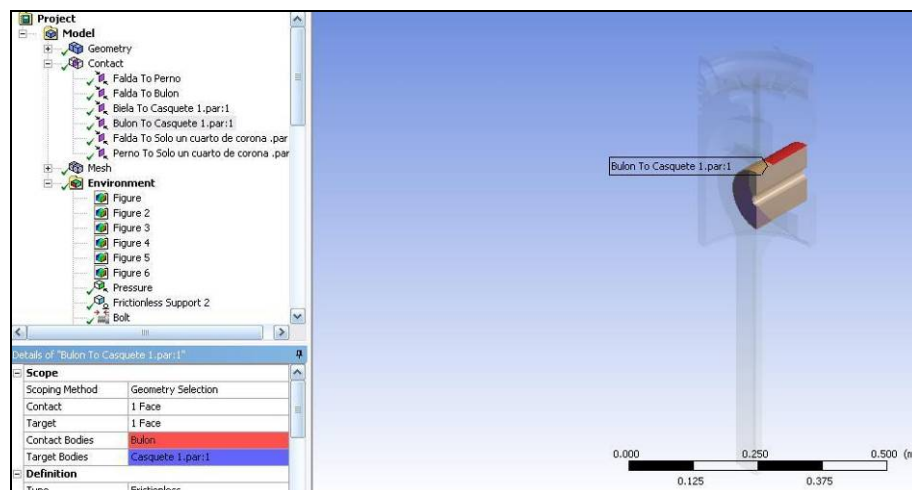 Project
Model
Geometry
Contact
Falda To Perno
Falda To Bulon
Biela To Casquete 1.par:1
Bulon To Casquete 1.par:1
Falda To Solo un cuarto de corona .par
Perno To Solo un cuarto de corona .par
Mesh
Environment
Figure
Figure 2
Figure 3
Figure 4
Figure 5
Figure 6
Pressure
Frictionless Support 2
Bolt
Details of "Bulon To Casquete 1.par:1"
Scope
Scoping Method Geometry Selection
Contact 1 Face
Target 1 Face
Contact Bodies Bulon
Target Bodies Casquete 1.par:1
Definition
Type Frictionless
Bulon To Casquete 1.par:1
0.000 0.250 0.500 (m
0.125 0.375